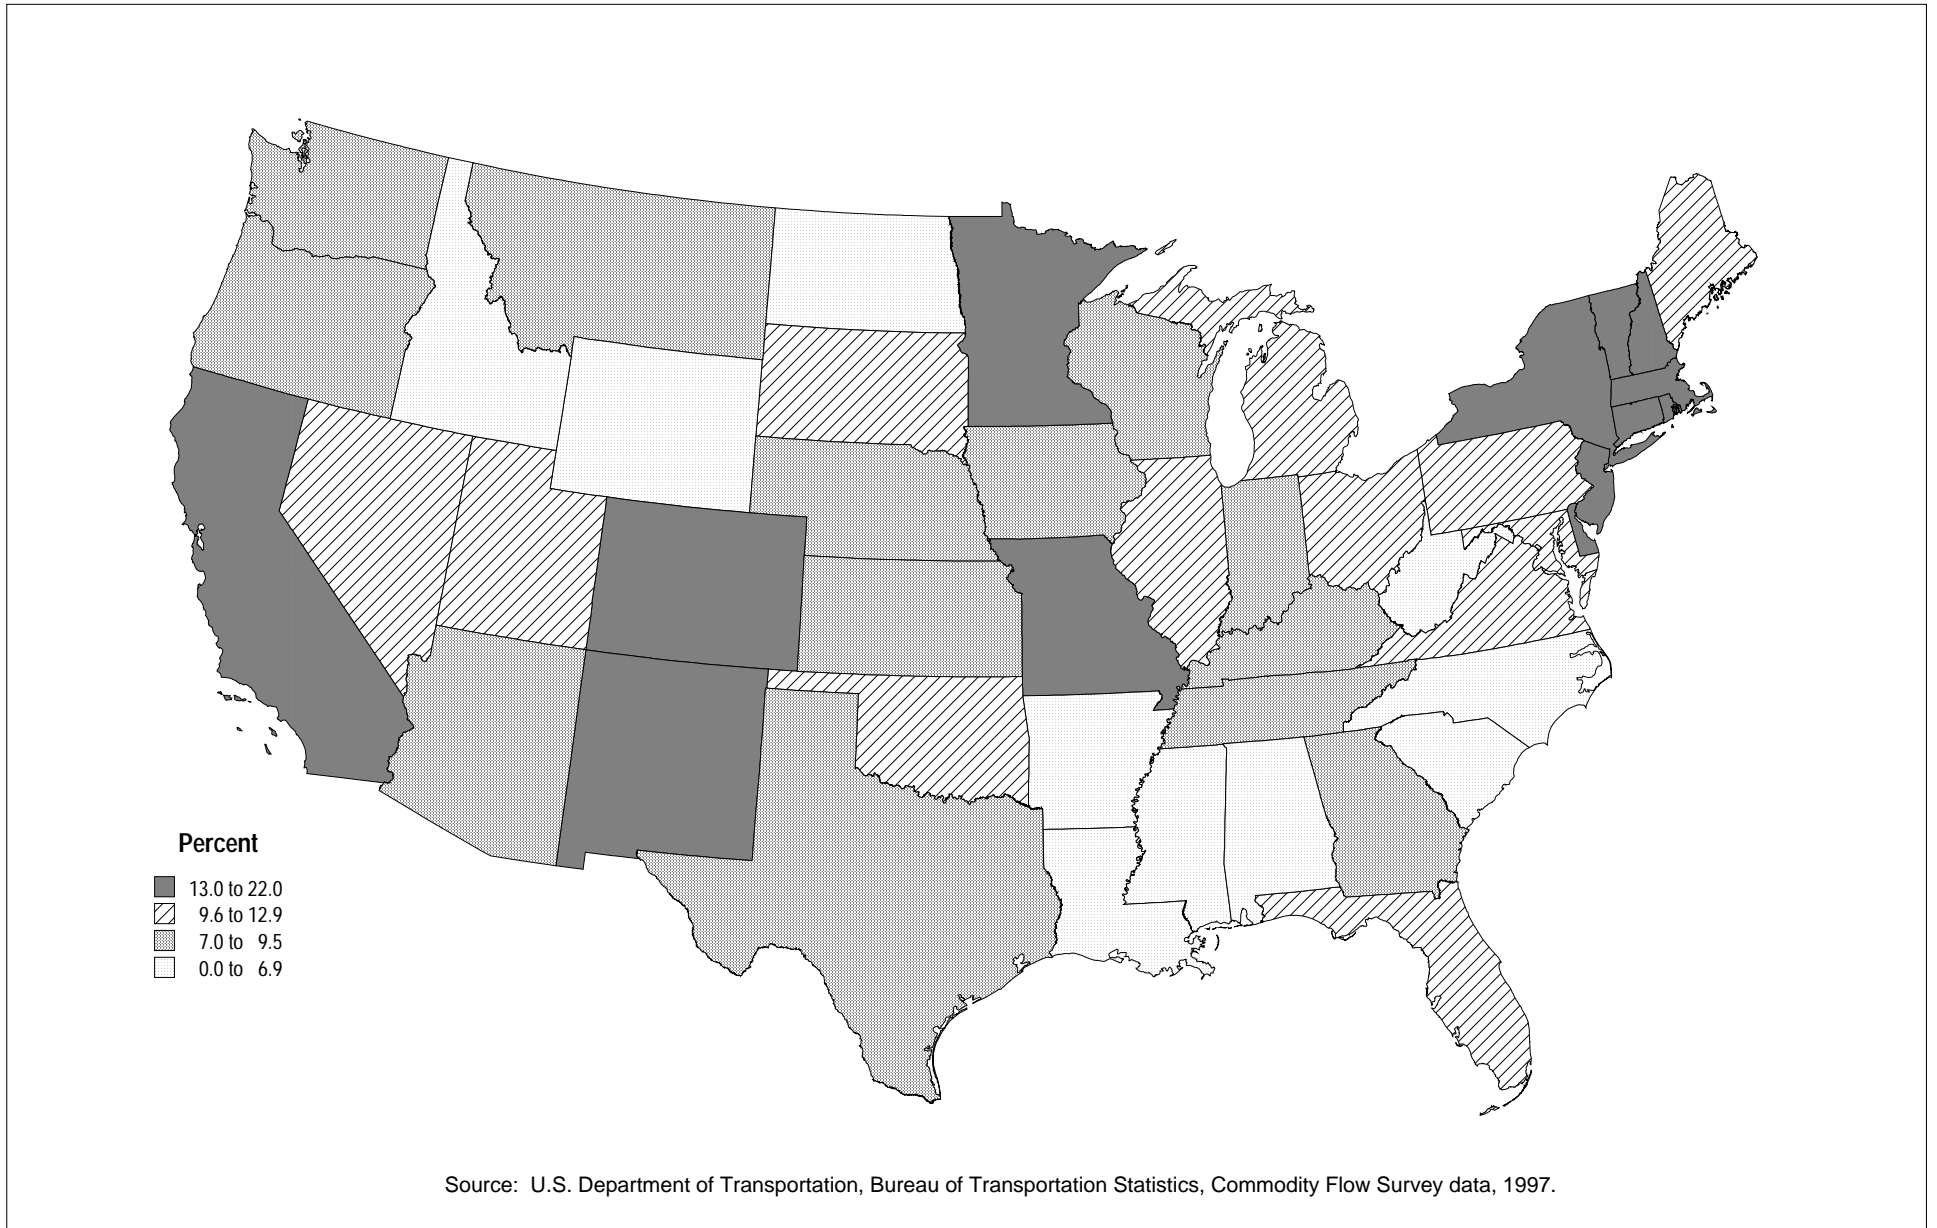 Percent
13.0 to 22.0
9.6 to 12.9
7.0 to 9.5
0.0 to 6.9
Source: U.S. Department of Transportation, Bureau of Transportation Statistics, Commodity Flow Survey data, 1997.